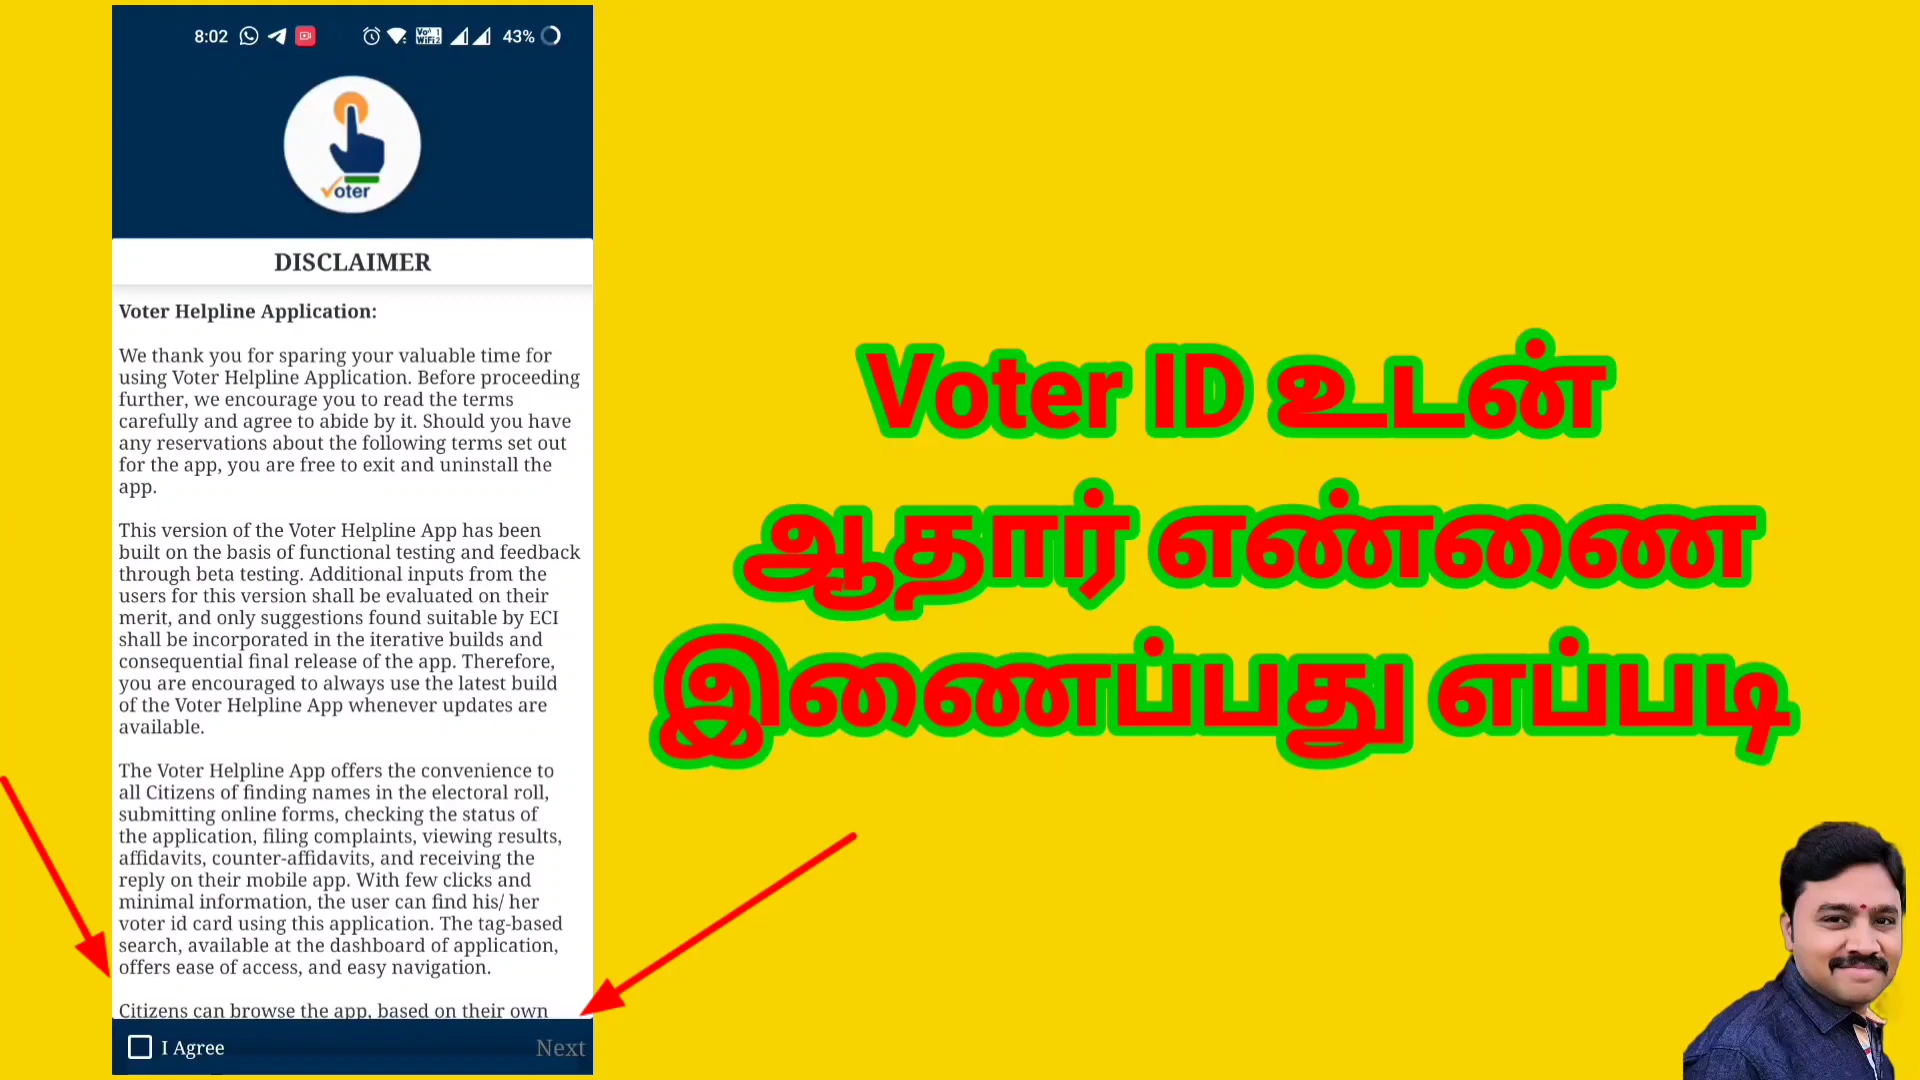 8:02
Vo) 1
WiFi2
43%
Voter
DISCLAIMER
Voter Helpline Application:
We thank you for sparing your valuable time for
using Voter Helpline Application. Before proceeding
further, we encourage you to read the terms
carefully and agree to abide by it. Should you have
any reservations about the following terms set out
for the app, you are free to exit and uninstall the
app.
This version of the Voter Helpline App has been
built on the basis of functional testing and feedback
through beta testing. Additional inputs from the
users for this version shall be evaluated on their
merit, and only suggestions found suitable by ECI
shall be incorporated in the iterative builds and
consequential final release of the app. Therefore,
you are encouraged to always use the latest build
of the Voter Helpline App whenever updates are
available.
The Voter Helpline App offers the convenience to
all Citizens of finding names in the electoral roll,
submitting online forms, checking the status of
the application, filing complaints, viewing results,
affidavits, counter-affidavits, and receiving the
reply on their mobile app. With few clicks and
minimal information, the user can find his/ her
voter id card using this application. The tag-based
search, available at the dashboard of application,
offers ease of access, and easy navigation.
Citizens can browse the app, based on their own
I Agree
Next
Voter ID உடன்
ஆதார் எண்ணை
இணைப்பது எப்படி